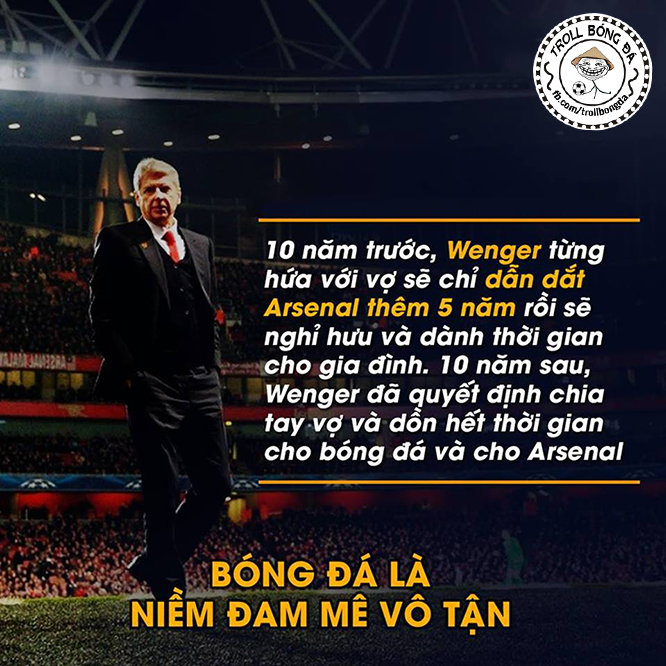 TROLL BÓNG ĐÁ
fb.com/trollbongda
10 năm trước, Wenger từng
hứa với vợ sẽ chỉ dẫn dắt
Arsenal thêm 5 năm rồi sẽ
nghỉ hưu và dành thời gian
cho gia đình. 10 năm sau,
Wenger đã quyết định chia
tay vợ và dồn hết thời gian
cho bóng đá và cho Arsenal
BÓNG ĐÁ LÀ
NIỀM ĐAM MÊ VÔ TẬN